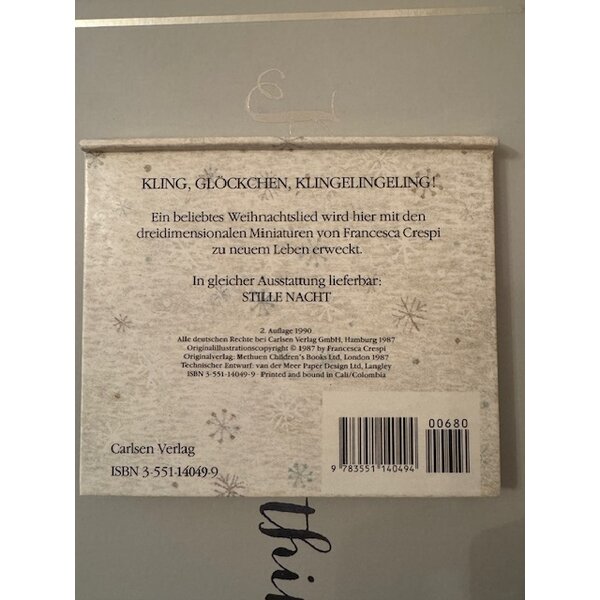 KLING, GLÖCKCHEN, KLINGELINGELING!
Ein beliebtes Weihnachtslied wird hier mit den
dreidimensionalen Miniaturen von Francesca Crespi
zu neuem Leben erweckt.
In gleicher Ausstattung lieferbar:
STILLE NACHT
2. Auflage 1990
Alle deutschen Rechte bei Carlsen Verlag GmbH, Hamburg 1987
Originalillustrationscopyright © 1987 by Francesca Crespi
Originalverlag: Methuen Children's Books Ltd, London 1987
Technischer Entwurf: van der Meer Paper Design Ltd, Langley
ISBN 3-551-14049-9 Printed and bound in Cali/Colombia
00680
Carlsen Verlag
ISBN 3-551-14049-9
9 783551 140494
thi